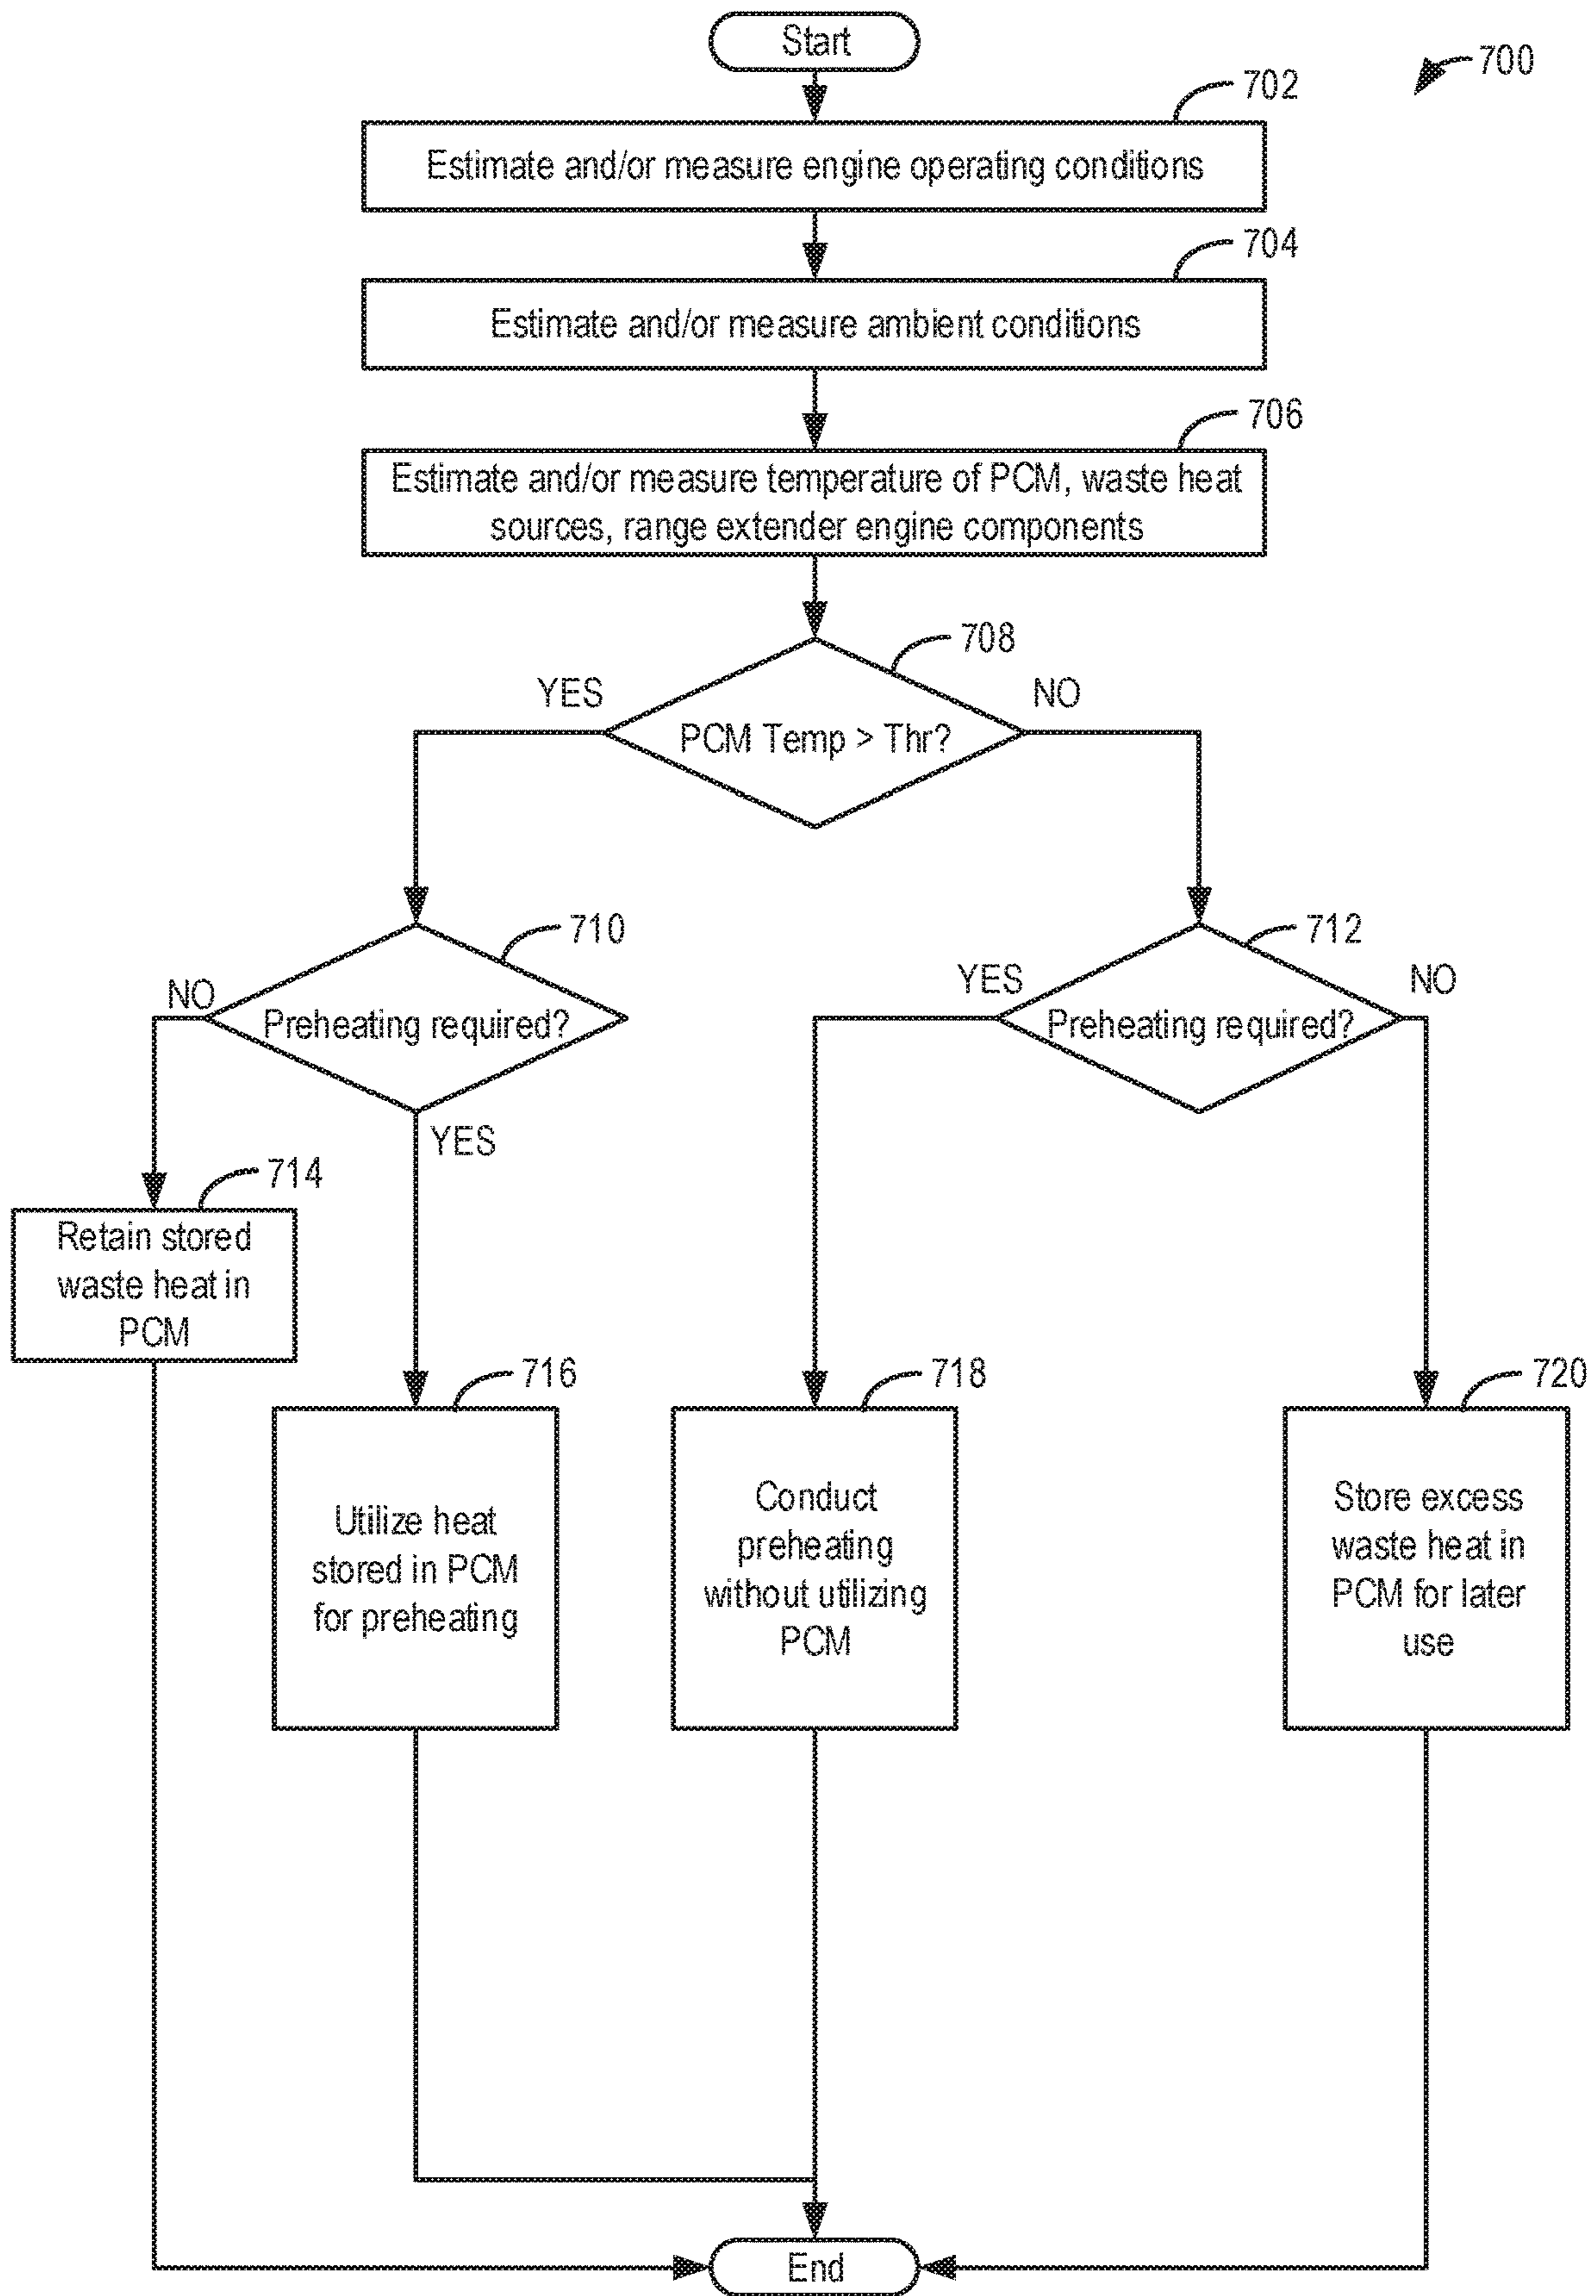 Start
700
702
Estimate and/or measure engine operating conditions
704
Estimate and/or measure ambient conditions
706
Estimate and/or measure temperature of PCM, waste heat
sources, range extender engine components
708
YES
NO
PCM Temp > Thr?
710
712
NO
Preheating required?
YES
YES
Preheating required?
NO
714
Retain stored
waste heat in
PCM
716
Utilize heat
stored in PCM
for preheating
718
Conduct
preheating
without utilizing
PCM
720
Store excess
waste heat in
PCM for later
use
End